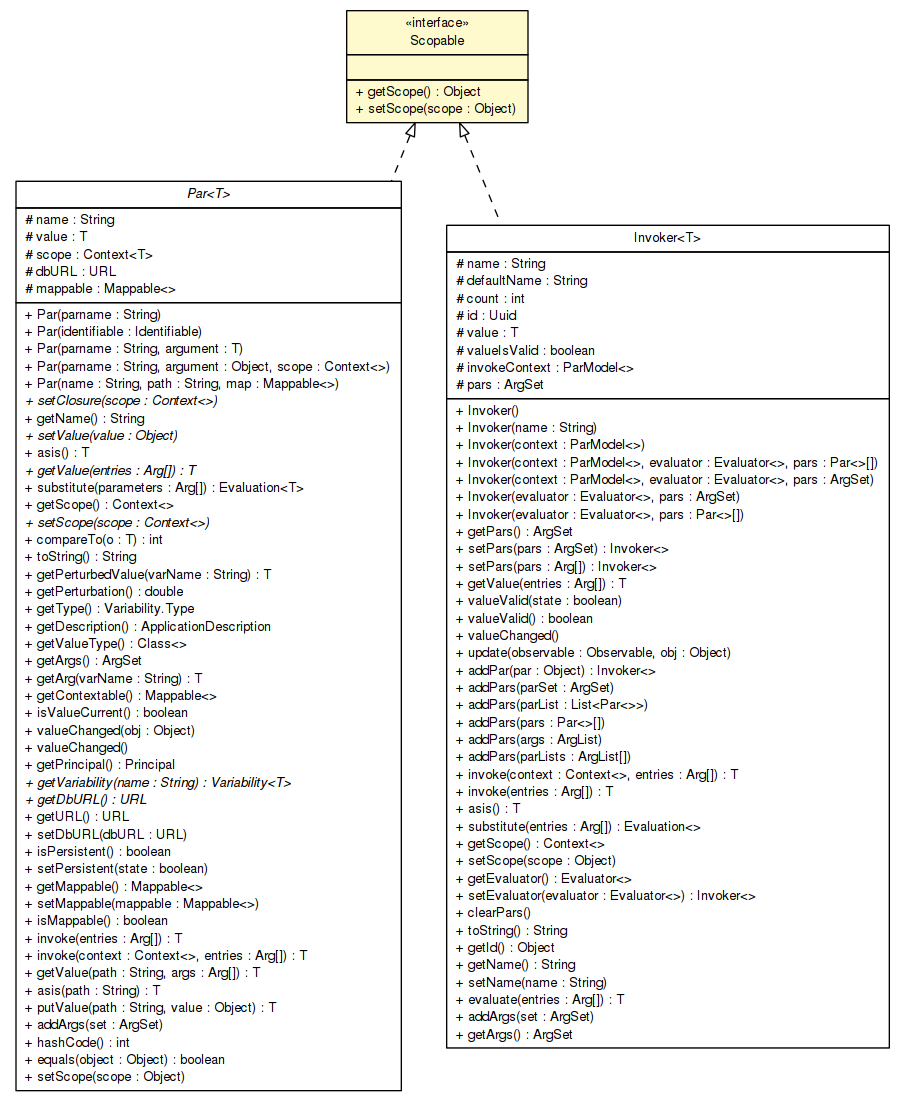 «interface»
Scopable
+ getScope() : Object
+ setScope(scope : Object)
Par<T>
# name : String
# value : T
# scope : Context<T>
# dbURL : URL
# mappable : Mappable<>
+ Par(parname : String)
+ Par(identifiable : Identifiable)
+ Par(parname : String, argument : T)
+ Par(parname : String, argument : Object, scope : Context<>)
+ Par(name : String, path : String, map : Mappable<>)
+ setClosure(scope : Context<>)
+ getName() : String
+ setValue(value : Object)
+ asis() : T
+ getValue(entries : Arg[]) : T
+ substitute(parameters : Arg[]) : Evaluation<T>
+ getScope() : Context<>
+ setScope(scope : Context<>)
+ compareTo(o : T) : int
+ toString() : String
+ getPerturbedValue(varName : String) : T
+ getPerturbation() : double
+ getType() : Variability.Type
+ getDescription() : ApplicationDescription
+ getValueType() : Class<>
+ getArgs() : ArgSet
+ getArg(varName : String) : T
+ getContextable() : Mappable<>
+ isValueCurrent() : boolean
+ valueChanged(obj : Object)
+ valueChanged()
+ getPrincipal() : Principal
+ getVariability(name : String) : Variability<T>
+ getDbURL() : URL
+ getURL() : URL
+ setDbURL(dbURL : URL)
+ isPersistent() : boolean
+ setPersistent(state : boolean)
+ getMappable() : Mappable<>
+ setMappable(mappable : Mappable<>)
+ isMappable() : boolean
+ invoke(entries : Arg[]) : T
+ invoke(context : Context<>, entries : Arg[]) : T
+ getValue(path : String, args : Arg[]) : T
+ asis(path : String) : T
+ putValue(path : String, value : Object) : T
+ addArgs(set : ArgSet)
+ hashCode() : int
+ equals(object : Object) : boolean
+ setScope(scope : Object)
Invoker<T>
# name : String
# defaultName : String
# count : int
# id : Uuid
# value : T
# valueIsValid : boolean
# invokeContext : ParModel<>
# pars : ArgSet
+ Invoker()
+ Invoker(name : String)
+ Invoker(context : ParModel<>)
+ Invoker(context : ParModel<>, evaluator : Evaluator<>, pars : Par<>[])
+ Invoker(context : ParModel<>, evaluator : Evaluator<>, pars : ArgSet)
+ Invoker(evaluator : Evaluator<>, pars : ArgSet)
+ Invoker(evaluator : Evaluator<>, pars : Par<>[])
+ getPars() : ArgSet
+ setPars(pars : ArgSet) : Invoker<>
+ setPars(pars : Arg[]) : Invoker<>
+ getValue(entries : Arg[]) : T
+ valueValid(state : boolean)
+ valueValid() : boolean
+ valueChanged()
+ update(observable : Observable, obj : Object)
+ addPar(par : Object) : Invoker<>
+ addPars(parSet : ArgSet)
+ addPars(parList : List<Par<>>)
+ addPars(pars : Par<>[])
+ addPars(args : ArgList)
+ addPars(parLists : ArgList[])
+ invoke(context : Context<>, entries : Arg[]) : T
+ invoke(entries : Arg[]) : T
+ asis() : T
+ substitute(entries : Arg[]) : Evaluation<>
+ getScope() : Context<>
+ setScope(scope : Object)
+ getEvaluator() : Evaluator<>
+ setEvaluator(evaluator : Evaluator<>) : Invoker<>
+ clearPars()
+ toString() : String
+ getId() : Object
+ getName() : String
+ setName(name : String)
+ evaluate(entries : Arg[]) : T
+ addArgs(set : ArgSet)
+ getArgs() : ArgSet